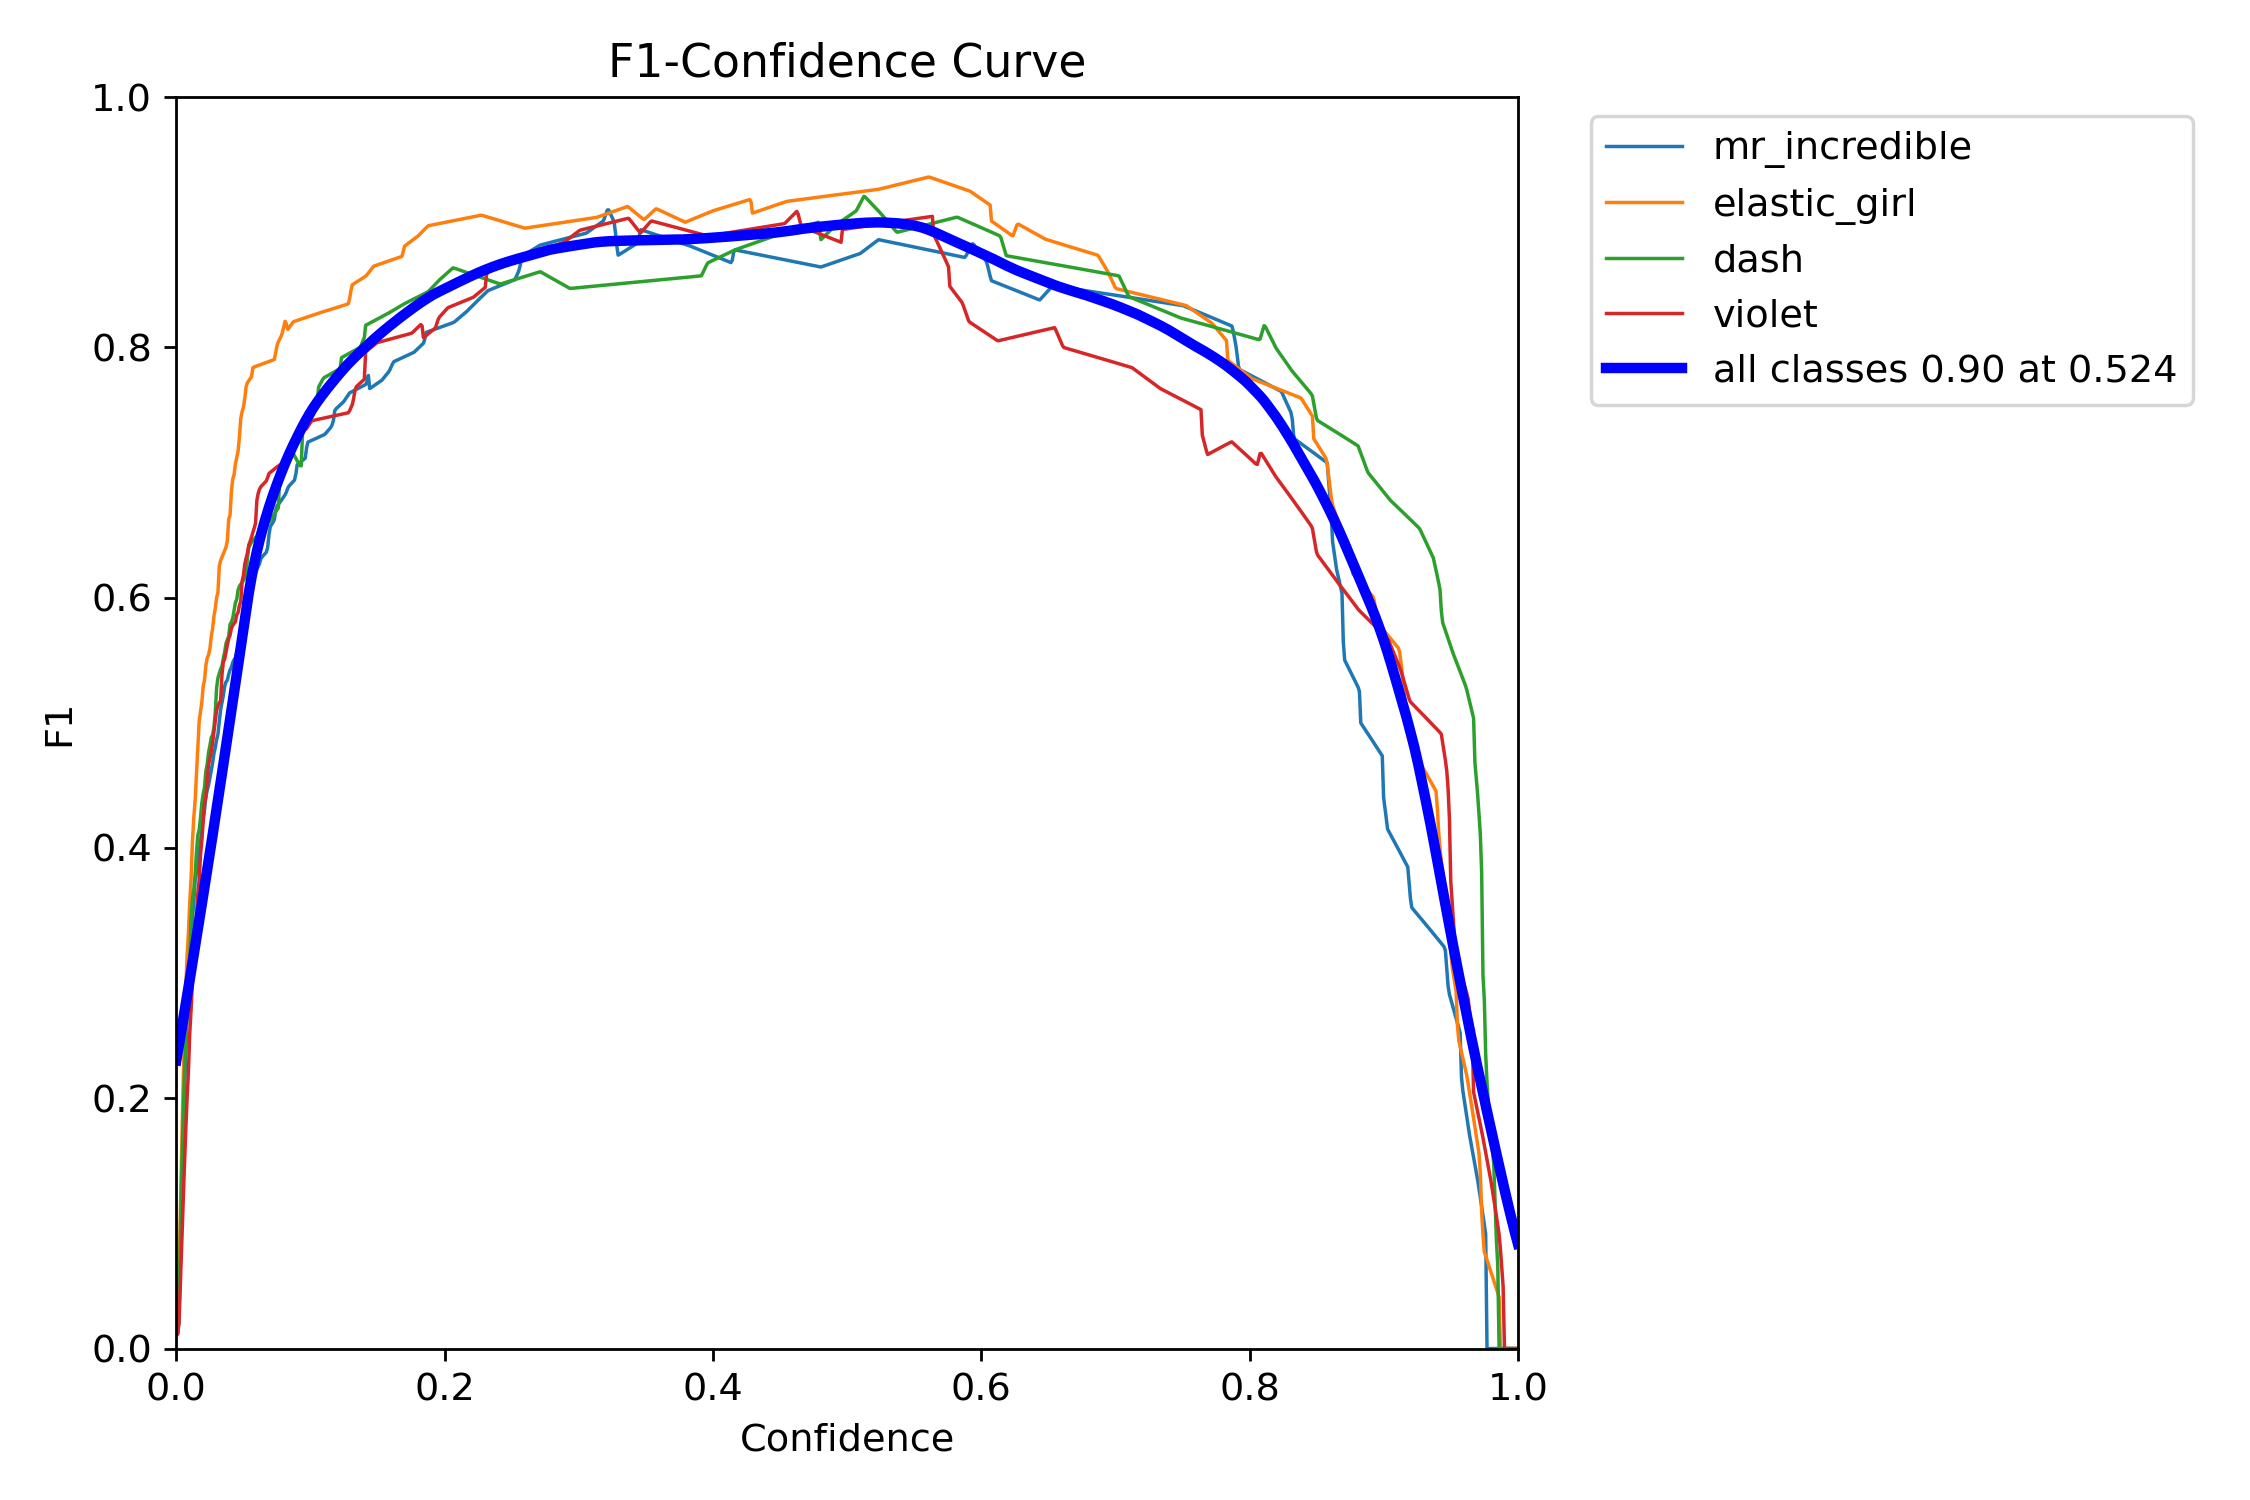 F1-Confidence Curve
1.0
0.8
0.6
0.4
0.2
0.0
F1
0.0 0.2 0.4 0.6 0.8 1.0
Confidence
mr_incredible
elastic_girl
dash
violet
all classes 0.90 at 0.524